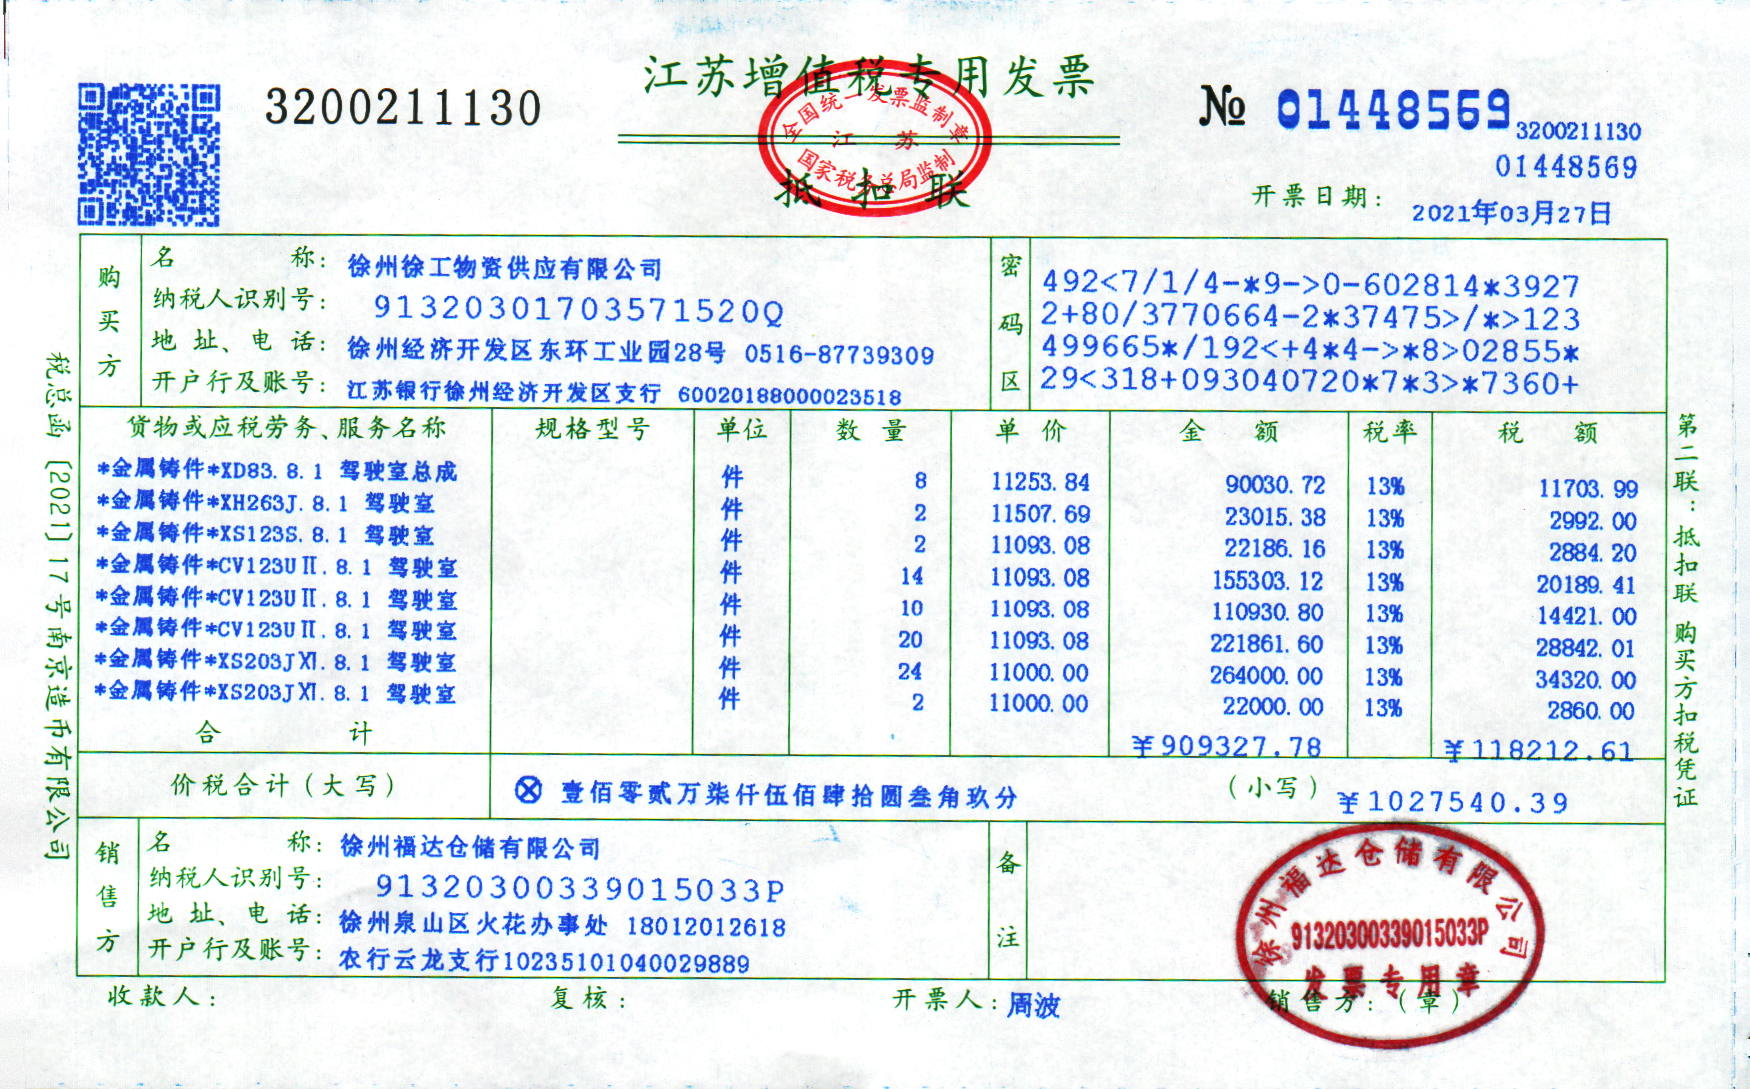 江苏增值税专用发票
3200211130
№ 01448569
3200211130
01448569
全国统一发票监制章
江 苏
国家税务总局监制
抵扣联
开票日期: 2021年03月27日
购买方
名 称: 徐州徐工物资供应有限公司
纳税人识别号: 91320301703571520Q
地 址、电 话: 徐州经济开发区东环工业园28号 0516-87739309
开户行及账号: 江苏银行徐州经济开发区支行 60020188000023518
密码区
492<7/1/4-*9->0-602814*3927
2+80/3770664-2*37475>/*>123
499665*/192<+4*4->*8>02855*
29<318+093040720*7*3>*7360+
货物或应税劳务、服务名称 规格型号 单位 数 量 单 价 金 额 税率 税 额
*金属铸件*XD83.8.1 驾驶室总成 件 8 11253.84 90030.72 13% 11703.99
*金属铸件*XH263J.8.1 驾驶室 件 2 11507.69 23015.38 13% 2992.00
*金属铸件*XS123S.8.1 驾驶室 件 2 11093.08 22186.16 13% 2884.20
*金属铸件*CV123UⅡ.8.1 驾驶室 件 14 11093.08 155303.12 13% 20189.41
*金属铸件*CV123UⅡ.8.1 驾驶室 件 10 11093.08 110930.80 13% 14421.00
*金属铸件*CV123UⅡ.8.1 驾驶室 件 20 11093.08 221861.60 13% 28842.01
*金属铸件*XS203JⅪ.8.1 驾驶室 件 24 11000.00 264000.00 13% 34320.00
*金属铸件*XS203JⅪ.8.1 驾驶室 件 2 11000.00 22000.00 13% 2860.00
合 计 ¥909327.78 ¥118212.61
价税合计(大写) ⊗ 壹佰零贰万柒仟伍佰肆拾圆叁角玖分 (小写) ¥1027540.39
销售方
名 称: 徐州福达仓储有限公司
纳税人识别号: 91320300339015033P
地 址、电 话: 徐州泉山区火花办事处 18012012618
开户行及账号: 农行云龙支行10235101040029889
备注
徐州福达仓储有限公司
91320300339015033P
发票专用章
收款人: 复核: 开票人: 周波 销售方:(章)
税总函〔2021〕17号南京造币有限公司
第二联:抵扣联 购买方扣税凭证